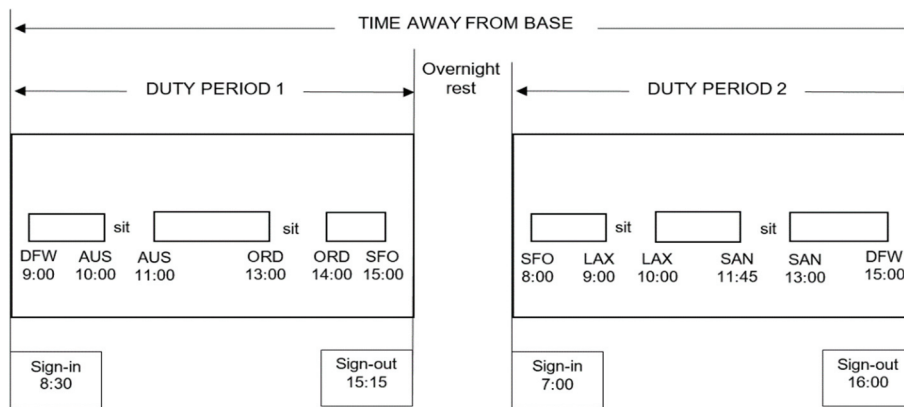 TIME AWAY FROM BASE
DUTY PERIOD 1
Overnight
rest
DUTY PERIOD 2
sit
sit
sit
sit
DFW
9:00
AUS
10:00
AUS
11:00
ORD
13:00
ORD
14:00
SFO
15:00
SFO
8:00
LAX
9:00
LAX
10:00
SAN
11:45
SAN
13:00
DFW
15:00
Sign-in
8:30
Sign-out
15:15
Sign-in
7:00
Sign-out
16:00